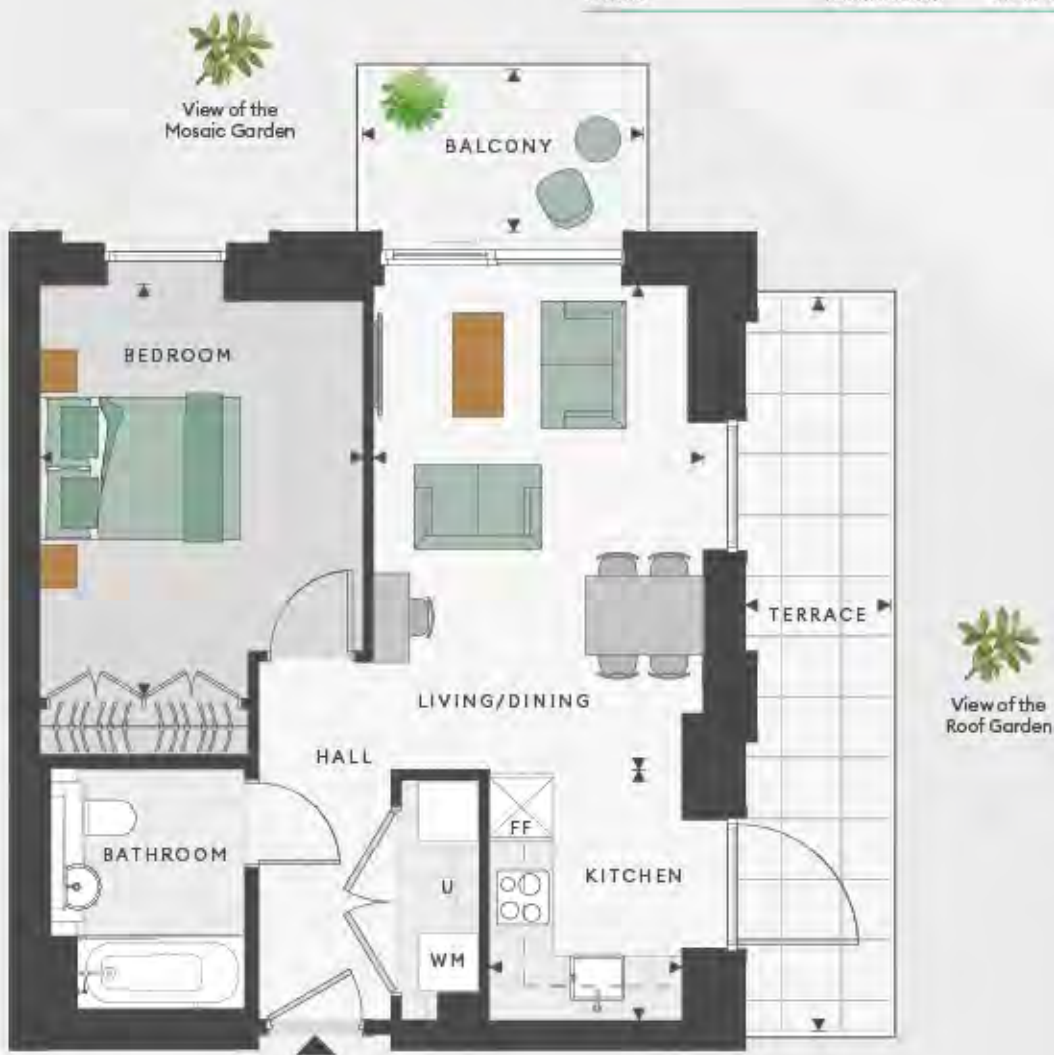 View of the
Mosaic Garden
BALCONY
BEDROOM
TERRACE
View of the
Roof Garden
LIVING/DINING
HALL
FF
BATHROOM
KITCHEN
U
WM